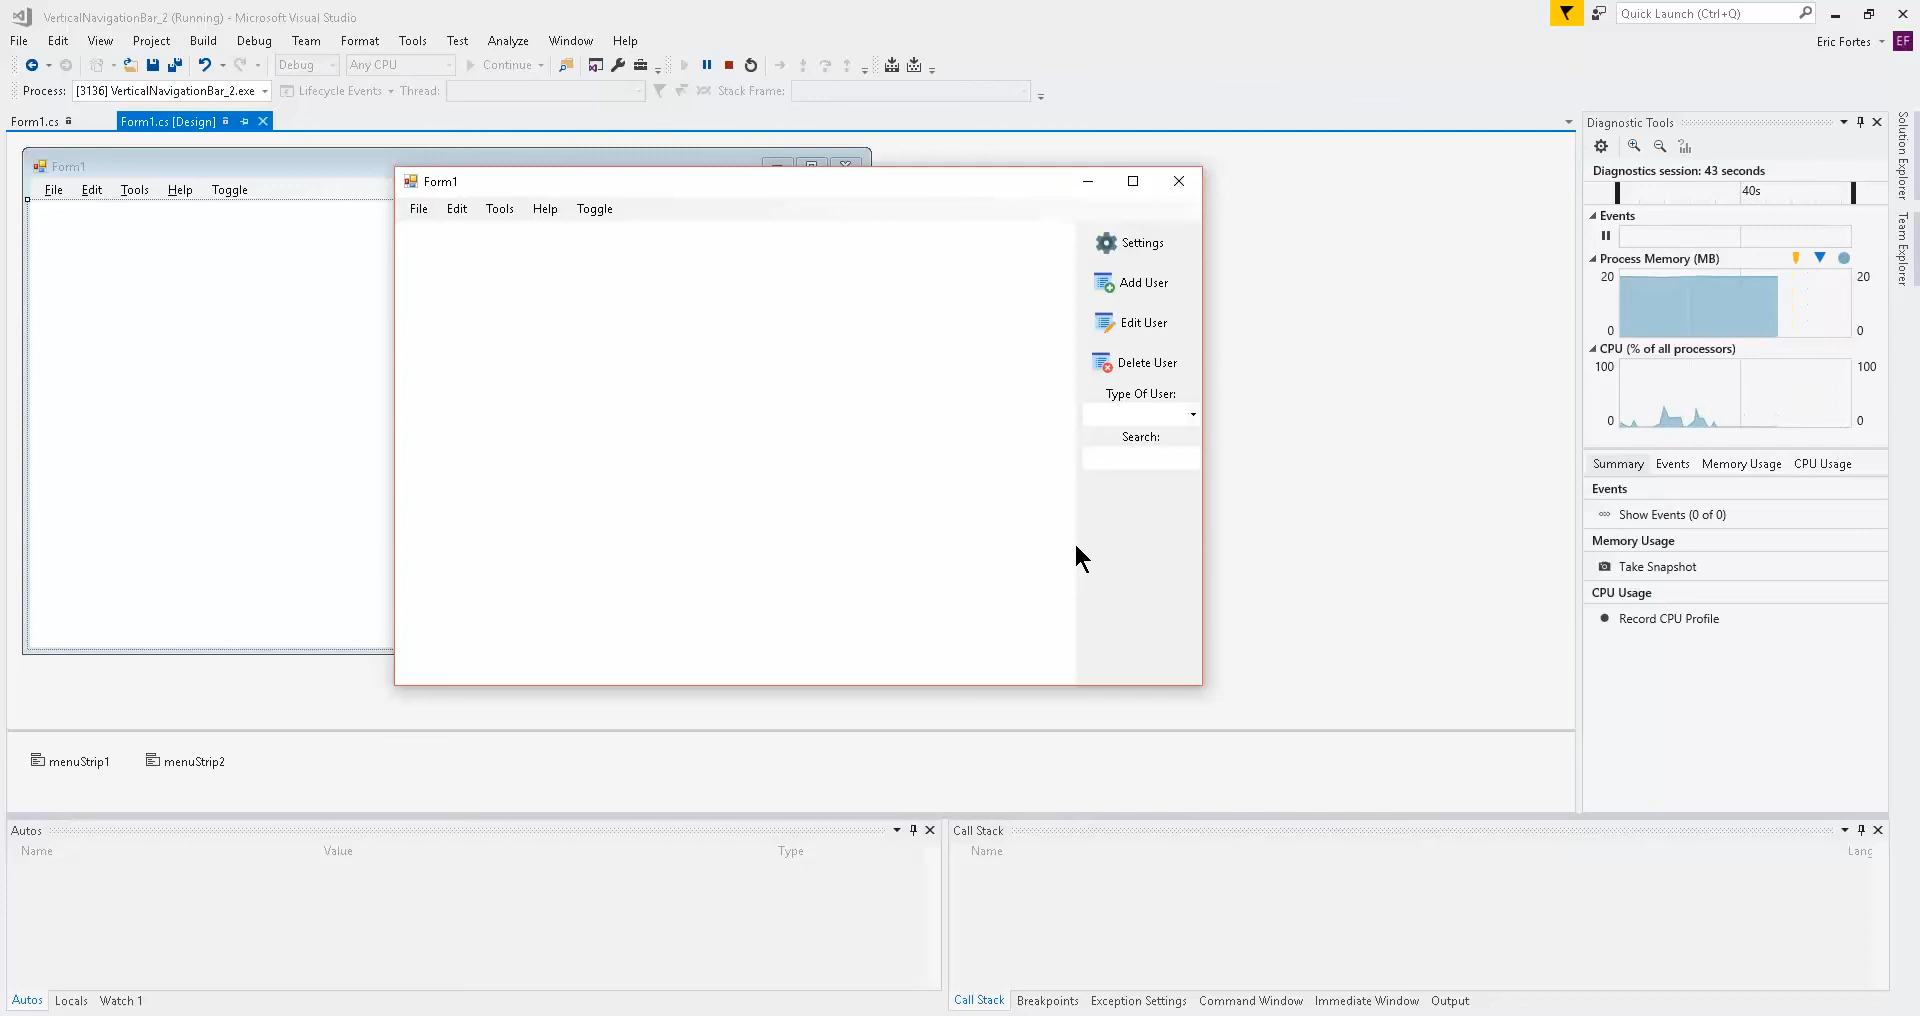 VerticalNavigationBar_2 (Running) - Microsoft Visual Studio
Quick Launch (Ctrl+Q)
File Edit View Project Build Debug Team Format Tools Test Analyze Window Help
Eric Fortes EF
Debug Any CPU Continue
Process: [3136] VerticalNavigationBar_2.exe Lifecycle Events Thread: Stack Frame:
Form1.cs Form1.cs [Design]
Form1
File Edit Tools Help Toggle
Form1
File Edit Tools Help Toggle
Settings
Add User
Edit User
Delete User
Type Of User:
Search:
menuStrip1 menuStrip2
Diagnostic Tools
Diagnostics session: 43 seconds
40s
Events
Process Memory (MB)
20 20
0 0
CPU (% of all processors)
100 100
0 0
Summary Events Memory Usage CPU Usage
Events
Show Events (0 of 0)
Memory Usage
Take Snapshot
CPU Usage
Record CPU Profile
Solution Explorer
Team Explorer
Autos
Name Value Type
Autos Locals Watch 1
Call Stack
Name Lang
Call Stack Breakpoints Exception Settings Command Window Immediate Window Output